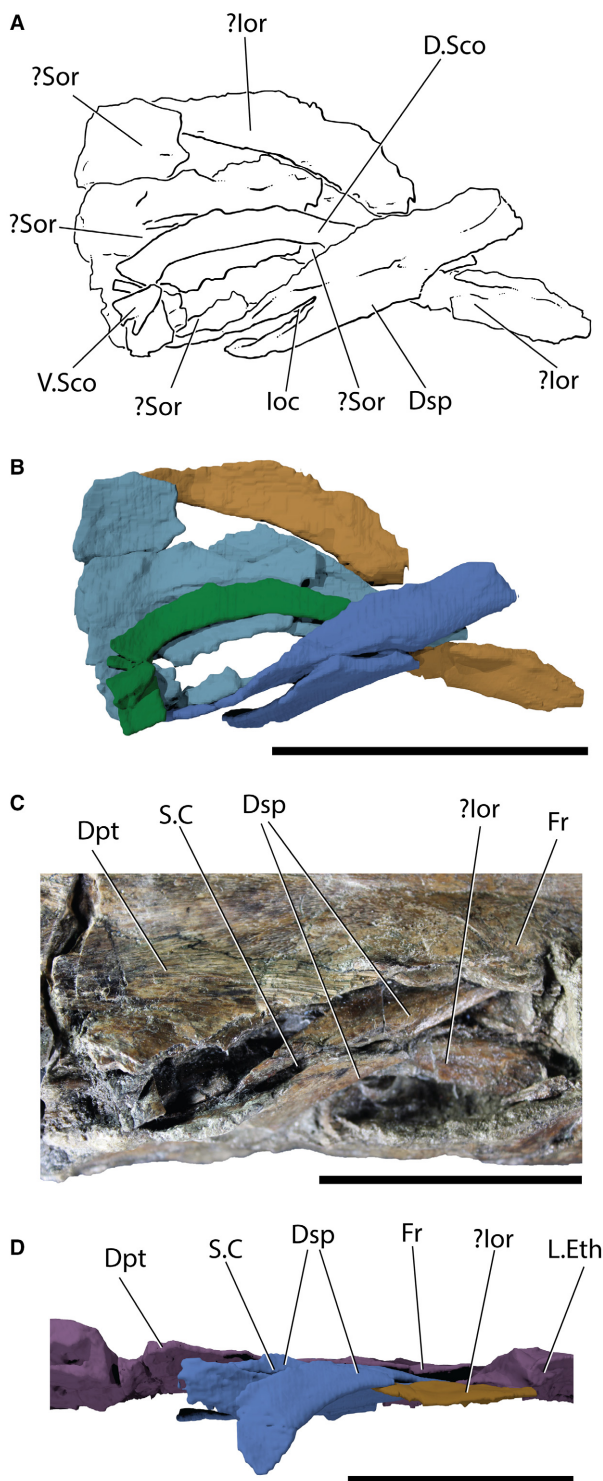 A
?Ior
D.Sco
?Sor
?Sor
V.Sco
?Sor
Ioc
?Sor
Dsp
?Ior
B
C
Dpt
S.C
Dsp
?Ior
Fr
D
Dpt
S.C
Dsp
Fr
?Ior
L.Eth